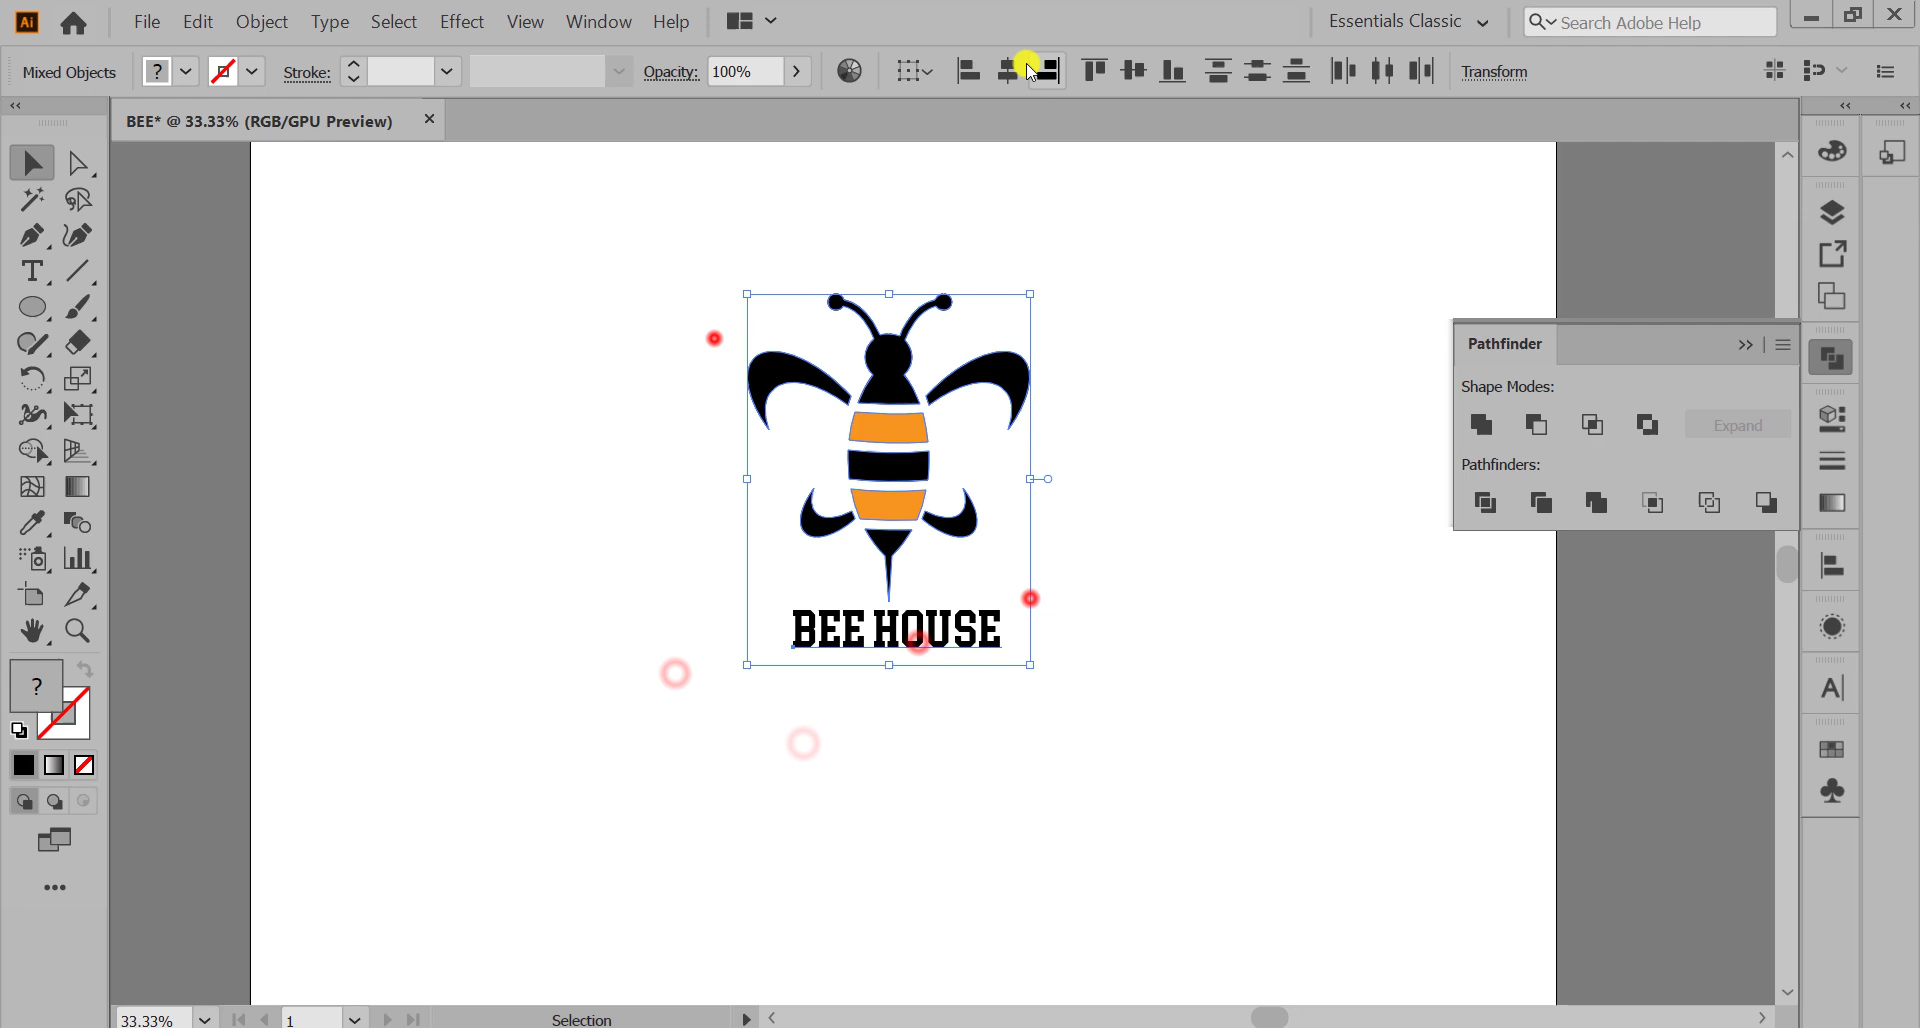 Ai File Edit Object Type Select Effect View Window Help Essentials Classic Search Adobe Help
Mixed Objects ? Stroke: Opacity: 100% Transform
BEE* @ 33.33% (RGB/GPU Preview)
Pathfinder
Shape Modes:
Expand
Pathfinders:
BEE HOUSE
?
33.33% 1 Selection